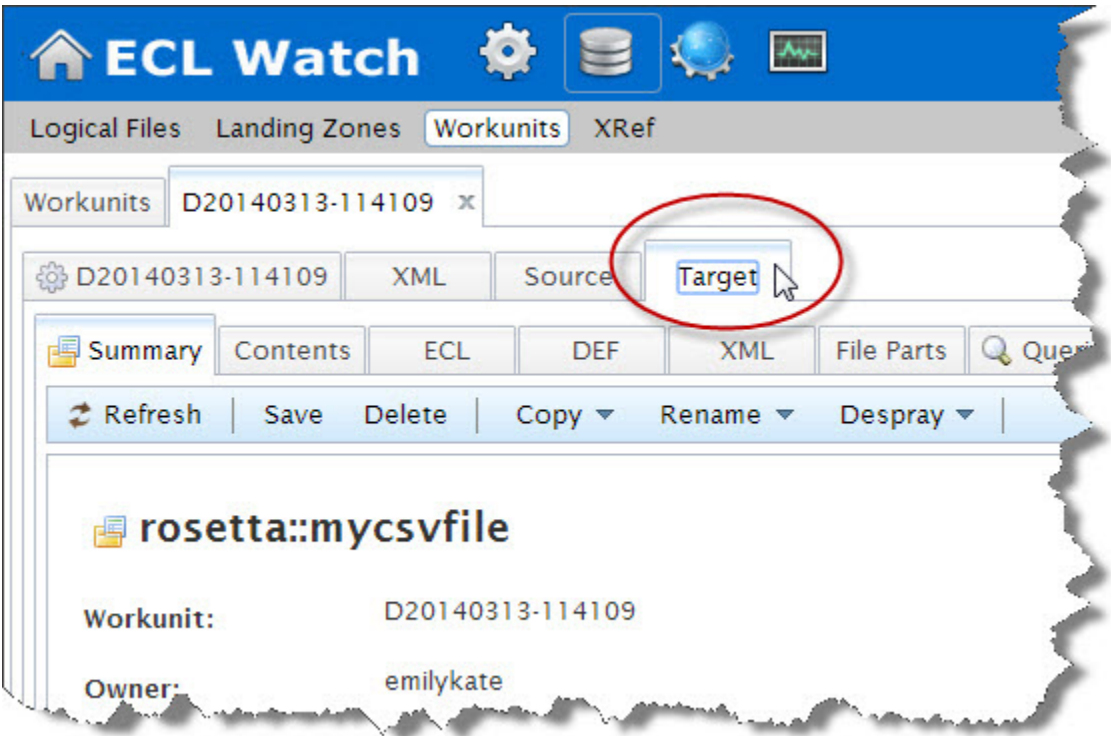 ECL Watch
Logical Files Landing Zones Workunits XRef
Workunits D20140313-114109 x
D20140313-114109 XML Source Target
Summary Contents ECL DEF XML File Parts
Refresh Save Delete Copy Rename Despray
rosetta::mycsvfile
Workunit: D20140313-114109
Owner: emilykate